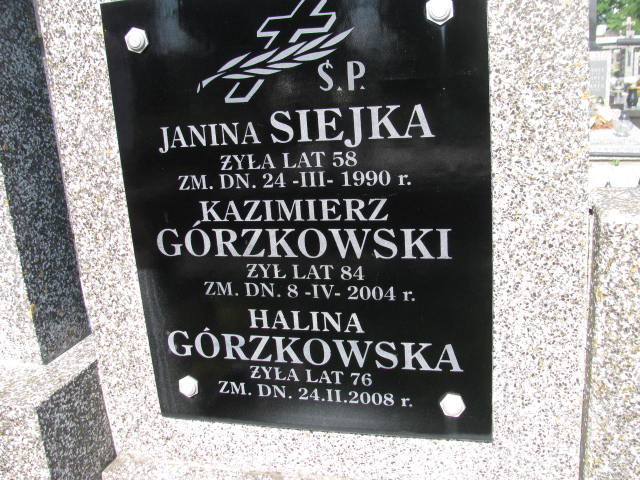 Ś.P.
JANINA SIEJKA
ŻYŁA LAT 58
ZM. DN. 24 -III- 1990 r.
KAZIMIERZ
GÓRZKOWSKI
ŻYŁ LAT 84
ZM. DN. 8 -IV- 2004 r.
HALINA
GÓRZKOWSKA
ŻYŁA LAT 76
ZM. DN. 24.II.2008 r.